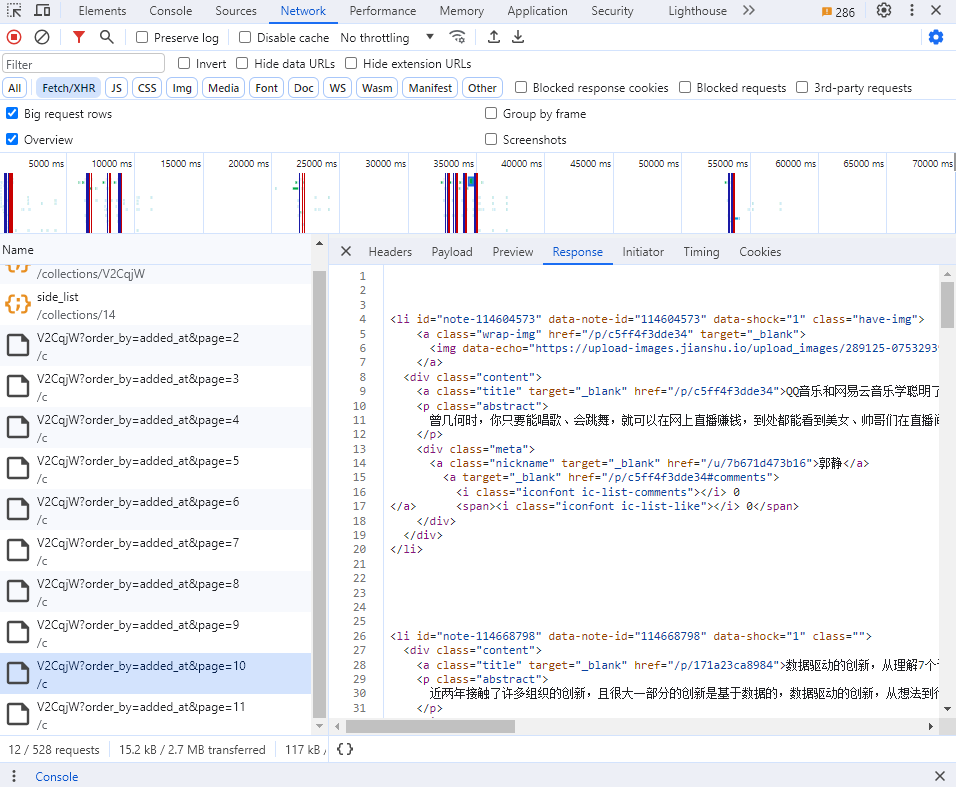 Elements Console Sources Network Performance Memory Application Security Lighthouse 286
Preserve log Disable cache No throttling
Filter Invert Hide data URLs Hide extension URLs
All Fetch/XHR JS CSS Img Media Font Doc WS Wasm Manifest Other Blocked response cookies Blocked requests 3rd-party requests
Big request rows Group by frame
Overview Screenshots
5000 ms 10000 ms 15000 ms 20000 ms 25000 ms 30000 ms 35000 ms 40000 ms 45000 ms 50000 ms 55000 ms 60000 ms 65000 ms 70000 ms
Name
/collections/V2CqjW
side_list
/collections/14
V2CqjW?order_by=added_at&page=2
/c
V2CqjW?order_by=added_at&page=3
/c
V2CqjW?order_by=added_at&page=4
/c
V2CqjW?order_by=added_at&page=5
/c
V2CqjW?order_by=added_at&page=6
/c
V2CqjW?order_by=added_at&page=7
/c
V2CqjW?order_by=added_at&page=8
/c
V2CqjW?order_by=added_at&page=9
/c
V2CqjW?order_by=added_at&page=10
/c
V2CqjW?order_by=added_at&page=11
/c
12 / 528 requests 15.2 kB / 2.7 MB transferred 117 kB /
Headers Payload Preview Response Initiator Timing Cookies
1
2
3
4 <li id="note-114604573" data-note-id="114604573" data-shock="1" class="have-img">
5 <a class="wrap-img" href="/p/c5ff4f3dde34" target="_blank">
6 <img data-echo="https://upload-images.jianshu.io/upload_images/289125-0753293
7 </a>
8 <div class="content">
9 <a class="title" target="_blank" href="/p/c5ff4f3dde34">QQ音乐和网易云音乐学聪明了
10 <p class="abstract">
11 曾几何时，你只要能唱歌、会跳舞，就可以在网上直播赚钱，到处都能看到美女、帅哥们在直播间
12 </p>
13 <div class="meta">
14 <a class="nickname" target="_blank" href="/u/7b671d473b16">郭静</a>
15 <a target="_blank" href="/p/c5ff4f3dde34#comments">
16 <i class="iconfont ic-list-comments"></i> 0
17 </a> <span><i class="iconfont ic-list-like"></i> 0</span>
18 </div>
19 </div>
20 </li>
21
22
23
24
25
26 <li id="note-114668798" data-note-id="114668798" data-shock="1" class="">
27 <div class="content">
28 <a class="title" target="_blank" href="/p/171a23ca8984">数据驱动的创新，从理解7个
29 <p class="abstract">
30 近两年接触了许多组织的创新，且很大一部分的创新是基于数据的，数据驱动的创新，从想法到
31 </p>
{ }
Console